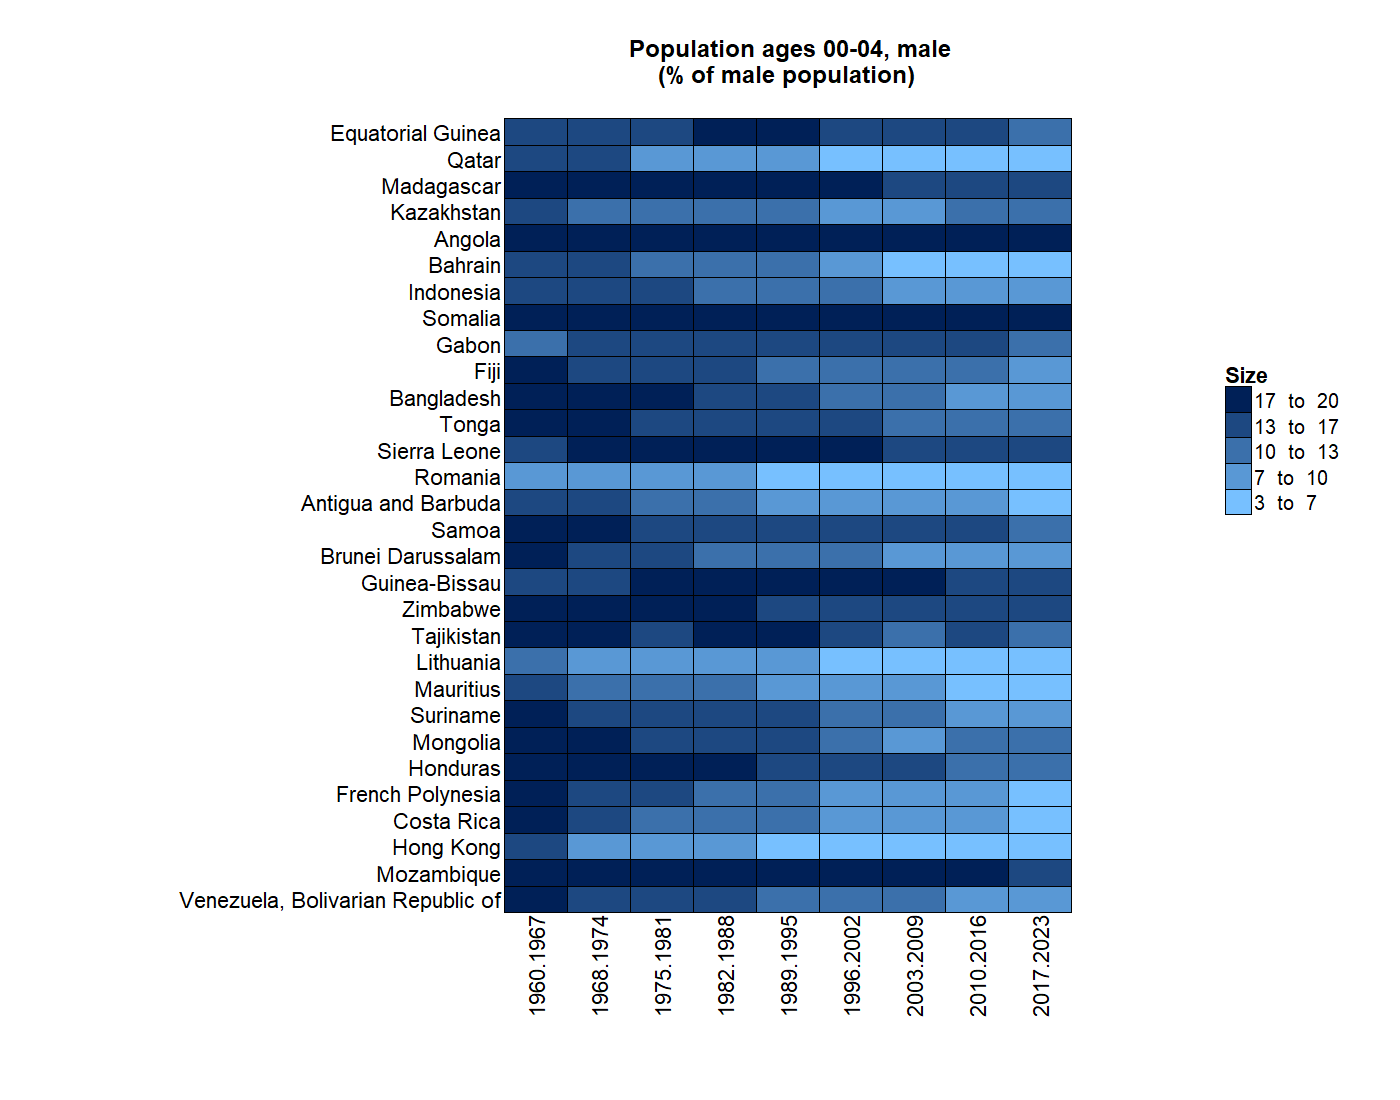 Population ages 00-04, male
(% of male population)
Equatorial Guinea
Qatar
Madagascar
Kazakhstan
Angola
Bahrain
Indonesia
Somalia
Gabon
Fiji
Bangladesh
Tonga
Sierra Leone
Romania
Antigua and Barbuda
Samoa
Brunei Darussalam
Guinea-Bissau
Zimbabwe
Tajikistan
Lithuania
Mauritius
Suriname
Mongolia
Honduras
French Polynesia
Costa Rica
Hong Kong
Mozambique
Venezuela, Bolivarian Republic of
1960.1967
1968.1974
1975.1981
1982.1988
1989.1995
1996.2002
2003.2009
2010.2016
2017.2023
Size
17 to 20
13 to 17
10 to 13
7 to 10
3 to 7